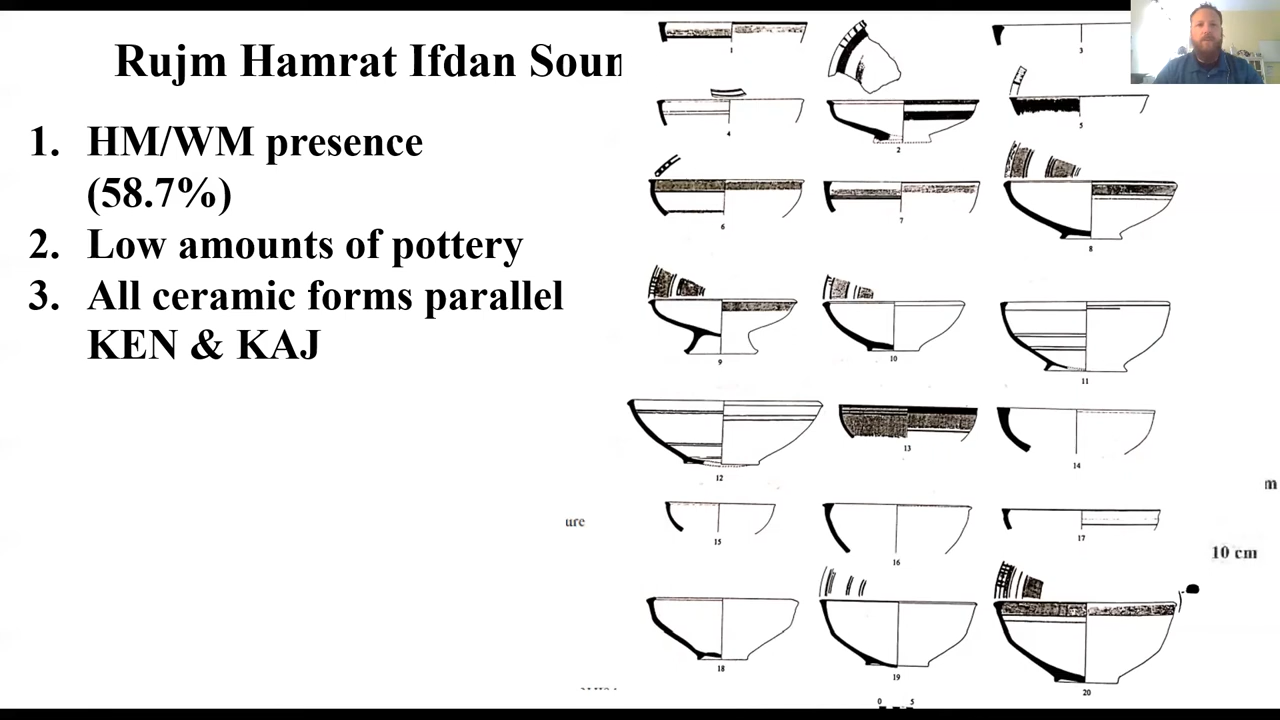 Rujm Hamrat Ifdan Soun
1. HM/WM presence
(58.7%)
2. Low amounts of pottery
3. All ceramic forms parallel
KEN & KAJ
ure
1
2
3
4
5
6
7
8
9
10
11
12
13
14
15
16
17
18
19
20
m
10 cm
0 5